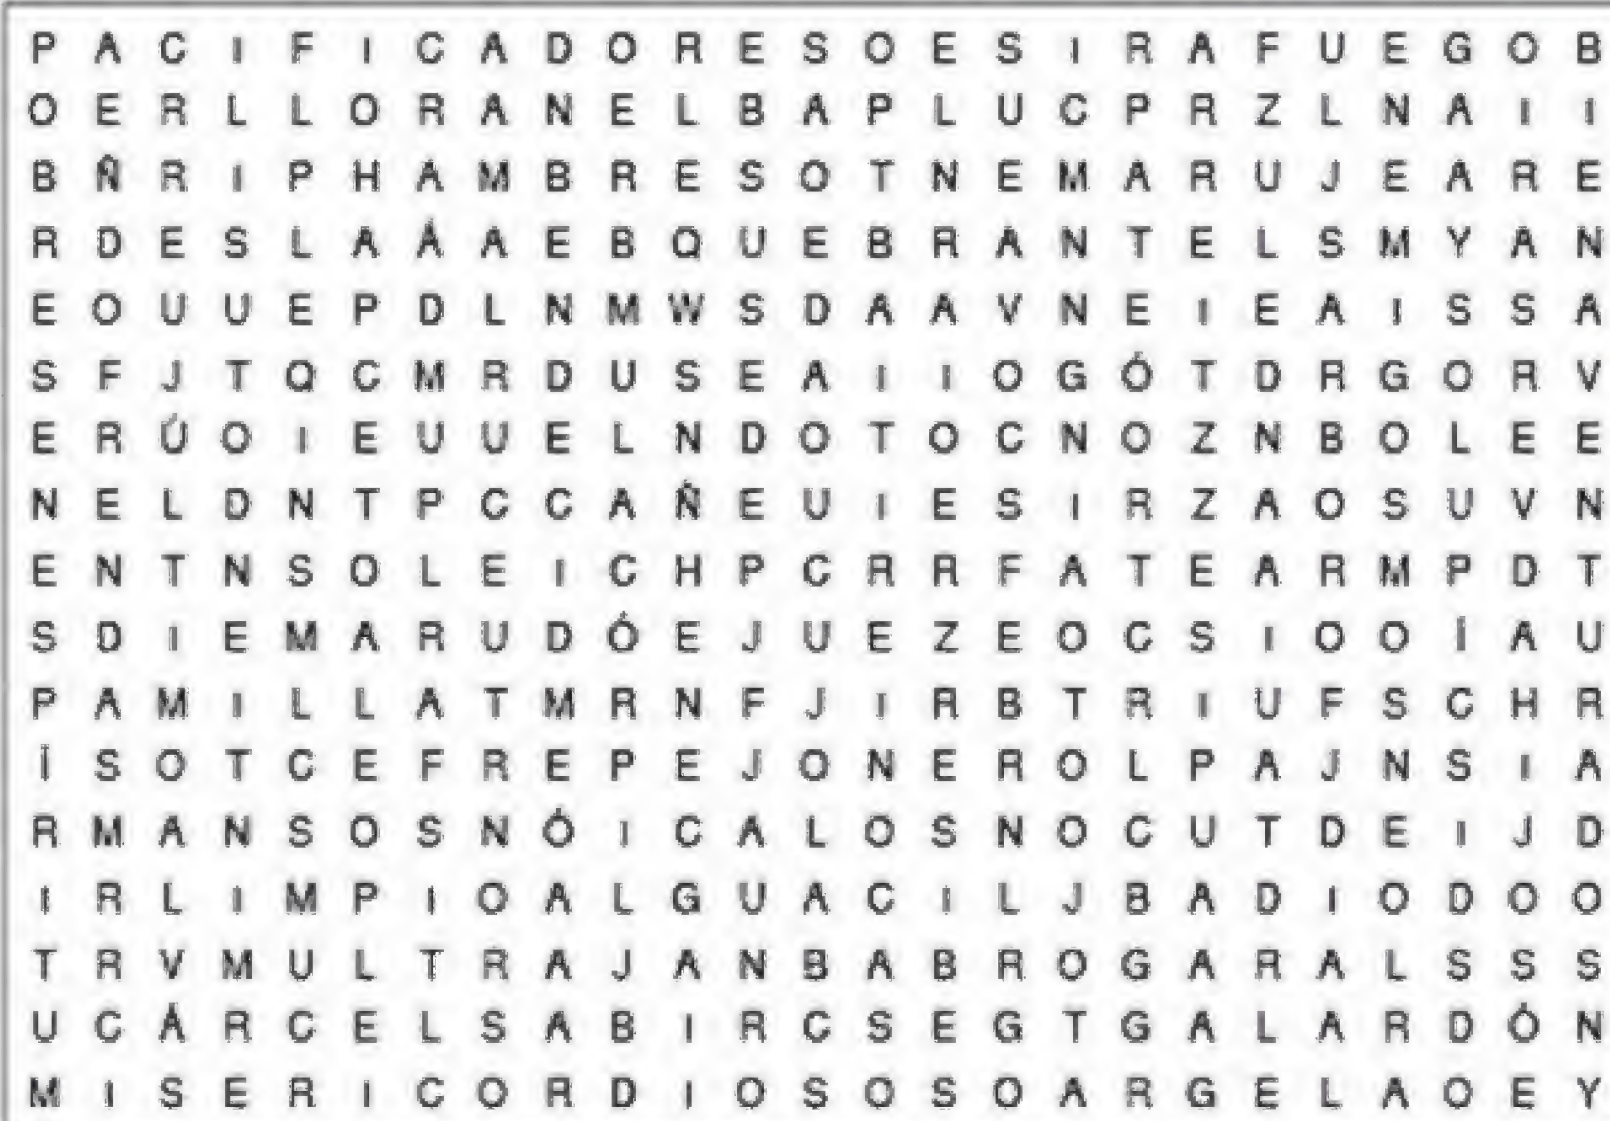 P A C I F I C A D O R E S O E S I R A F U E G O B
O E R L L O R A N E L B A P L U C P R Z L N A I I
B Ñ R I P H A M B R E S O T N E M A R U J E A R E
R D E S L A Á A E B Q U E B R A N T E L S M Y A N
E O U U E P D L N M W S D A A V N E I E A I S S A
S F J T Q C M R D U S E A I I O G Ó T D R G O R V
E R Ú O I E U U E L N D O T O C N O Z N B O L E E
N E L D N T P C C A Ñ E U I E S I R Z A O S U V N
E N T N S O L E I C H P C R R F A T E A R M P D T
S D I E M A R U D Ó E J U E Z E O C S I O O Í A U
P A M I L L A T M R N F J I R B T R I U F S C H R
Í S O T C E F R E P E J O N E R O L P A J N S I A
R M A N S O S N Ó I C A L O S N O C U T D E I J D
I R L I M P I O A L G U A C I L J B A D I O D O O
T R V M U L T R A J A N B A B R O G A R A L S S S
U C Á R C E L S A B I R C S E G T G A L A R D Ó N
M I S E R I C O R D I O S O S O A R G E L A O E Y